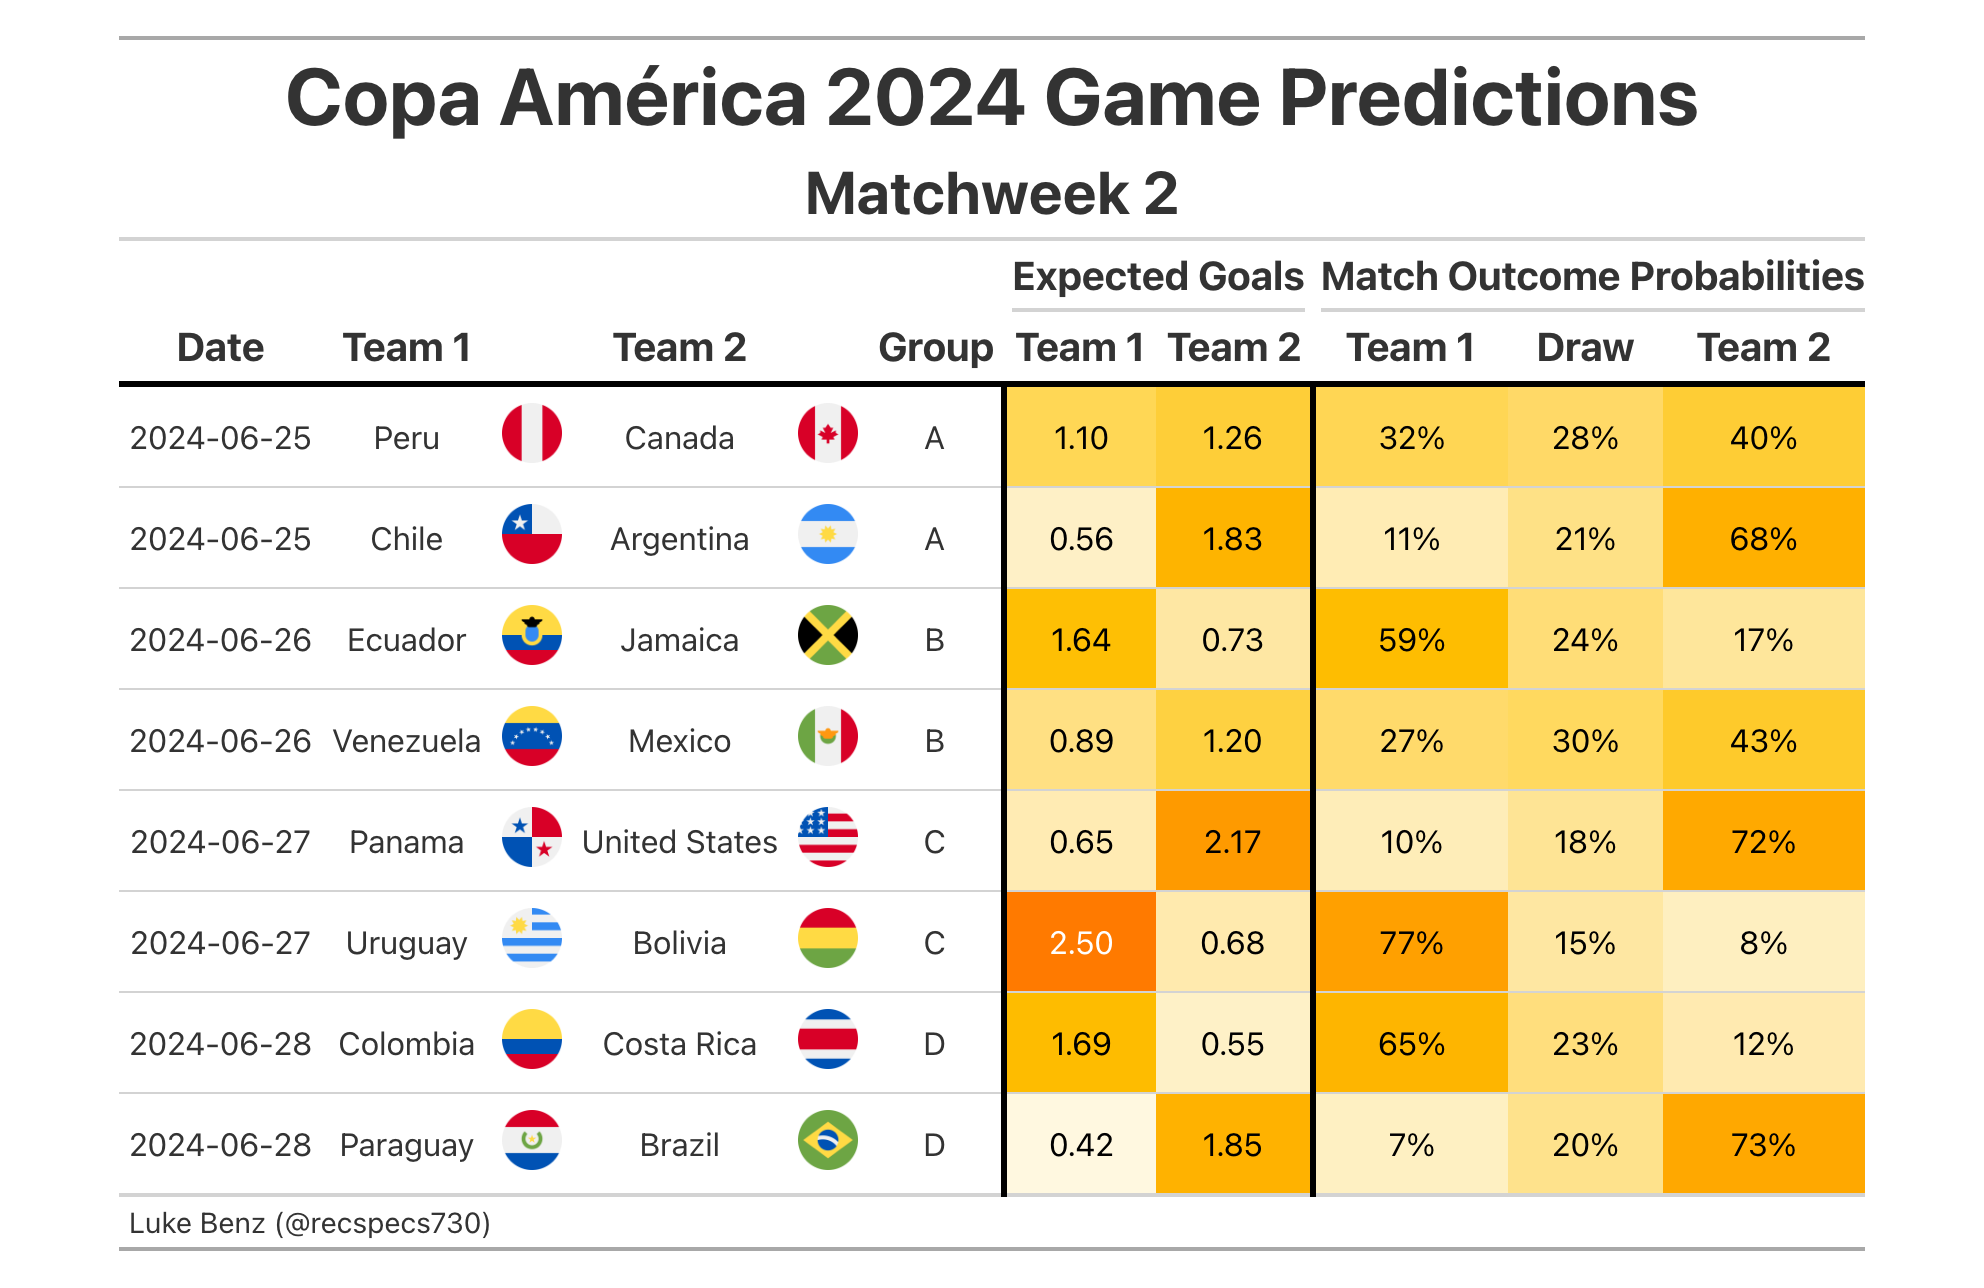 Copa América 2024 Game Predictions
Matchweek 2
Expected Goals Match Outcome Probabilities
Date Team 1 Team 2 Group Team 1 Team 2 Team 1 Draw Team 2
2024-06-25 Peru Canada A 1.10 1.26 32% 28% 40%
2024-06-25 Chile Argentina A 0.56 1.83 11% 21% 68%
2024-06-26 Ecuador Jamaica B 1.64 0.73 59% 24% 17%
2024-06-26 Venezuela Mexico B 0.89 1.20 27% 30% 43%
2024-06-27 Panama United States C 0.65 2.17 10% 18% 72%
2024-06-27 Uruguay Bolivia C 2.50 0.68 77% 15% 8%
2024-06-28 Colombia Costa Rica D 1.69 0.55 65% 23% 12%
2024-06-28 Paraguay Brazil D 0.42 1.85 7% 20% 73%
Luke Benz (@recspecs730)